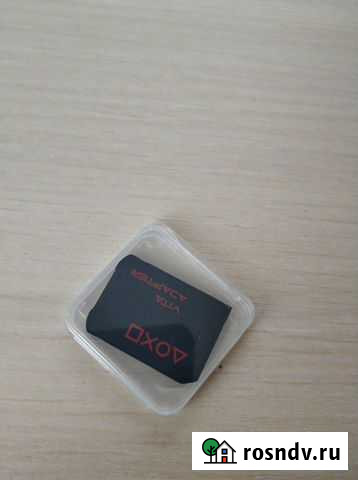 VITA
ADAPTER
△○✕□
rosndv.ru